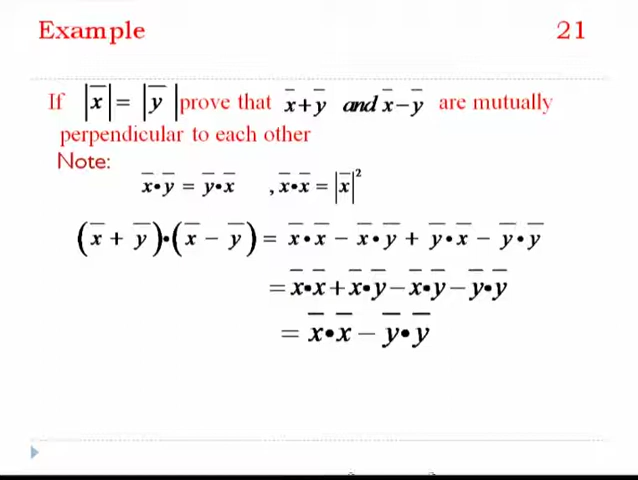 Example 21
If |x̅| = |y̅| prove that x̅+y̅ and x̅−y̅ are mutually
perpendicular to each other
Note:
x̅•y̅ = y̅•x̅ , x̅•x̅ = |x̅|²
(x̅ + y̅)•(x̅ − y̅) = x̅•x̅ − x̅•y̅ + y̅•x̅ − y̅•y̅
= x̅•x̅ + x̅•y̅ − x̅•y̅ − y̅•y̅
= x̅•x̅ − y̅•y̅